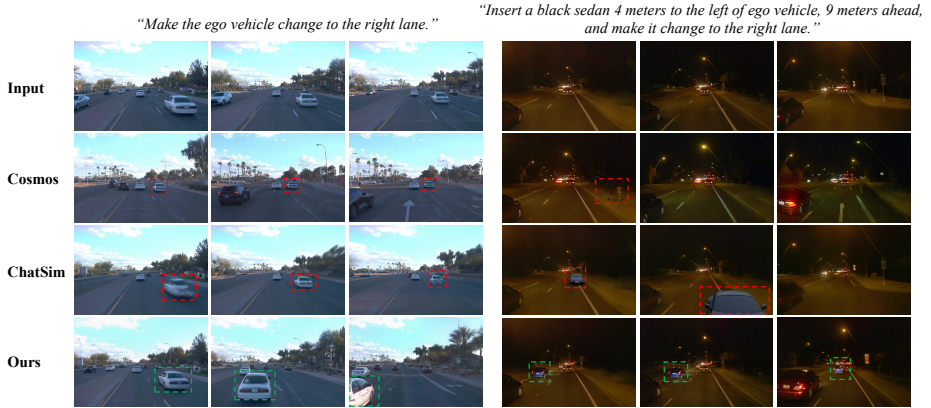 “Make the ego vehicle change to the right lane.”
“Insert a black sedan 4 meters to the left of ego vehicle, 9 meters ahead,
and make it change to the right lane.”
Input
Cosmos
ChatSim
Ours